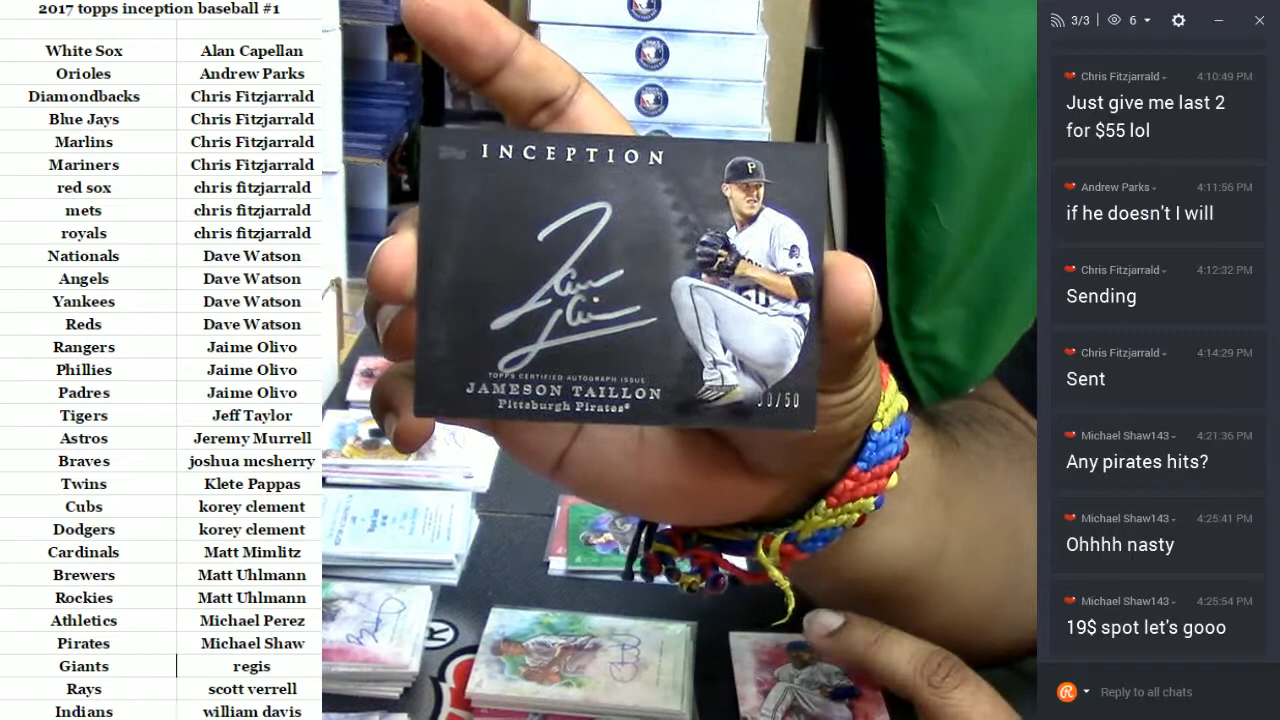 2017 topps inception baseball #1
White Sox Alan Capellan
Orioles Andrew Parks
Diamondbacks Chris Fitzjarrald
Blue Jays Chris Fitzjarrald
Marlins Chris Fitzjarrald
Mariners Chris Fitzjarrald
red sox chris fitzjarrald
mets chris fitzjarrald
royals chris fitzjarrald
Nationals Dave Watson
Angels Dave Watson
Yankees Dave Watson
Reds Dave Watson
Rangers Jaime Olivo
Phillies Jaime Olivo
Padres Jaime Olivo
Tigers Jeff Taylor
Astros Jeremy Murrell
Braves joshua mcsherry
Twins Klete Pappas
Cubs korey clement
Dodgers korey clement
Cardinals Matt Mimlitz
Brewers Matt Uhlmann
Rockies Matt Uhlmann
Athletics Michael Perez
Pirates Michael Shaw
Giants regis
Rays scott verrell
Indians william davis
INCEPTION
P
TOPPS CERTIFIED AUTOGRAPH ISSUE
JAMESON TAILLON
Pittsburgh Pirates®
/50
®
3/3 6
Chris Fitzjarrald 4:10:49 PM
Just give me last 2
for $55 lol
Andrew Parks 4:11:56 PM
if he doesn't I will
Chris Fitzjarrald 4:12:32 PM
Sending
Chris Fitzjarrald 4:14:29 PM
Sent
Michael Shaw143 4:21:36 PM
Any pirates hits?
Michael Shaw143 4:25:41 PM
Ohhhh nasty
Michael Shaw143 4:25:54 PM
19$ spot let's gooo
Reply to all chats